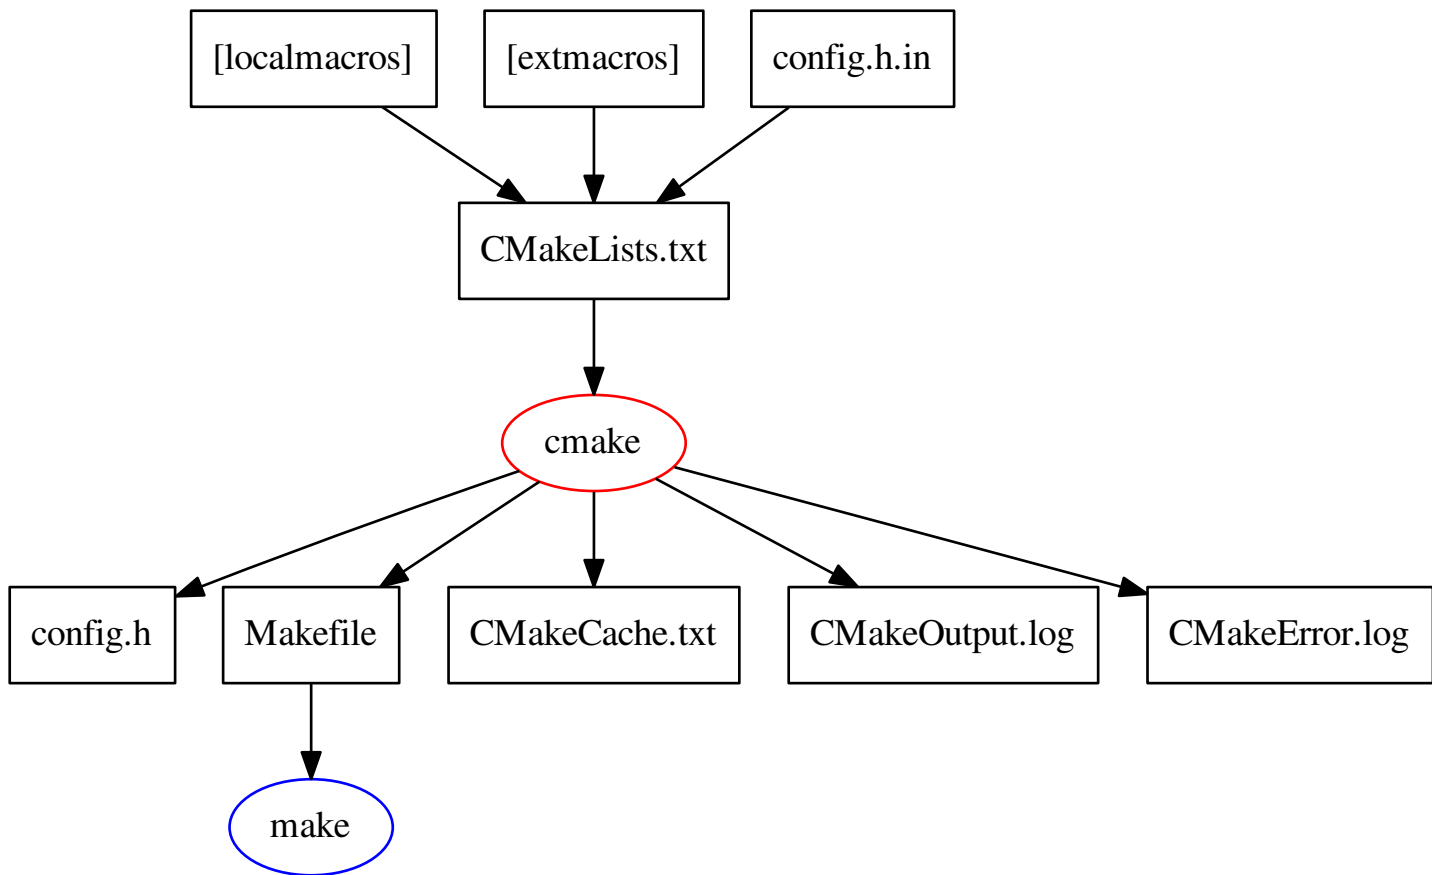 [localmacros]
[extmacros]
config.h.in
CMakeLists.txt
cmake
config.h
Makefile
CMakeCache.txt
CMakeOutput.log
CMakeError.log
make